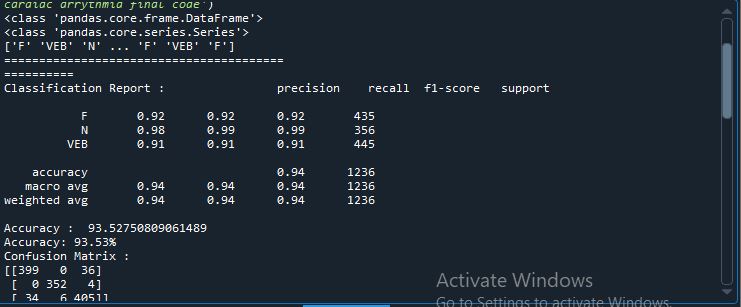 cardiac arrythmia final code')
<class 'pandas.core.frame.DataFrame'>
<class 'pandas.core.series.Series'>
['F' 'VEB' 'N' ... 'F' 'VEB' 'F']
========================================
==========
Classification Report :                precision    recall  f1-score   support

           F       0.92      0.92      0.92       435
           N       0.98      0.99      0.99       356
         VEB       0.91      0.91      0.91       445

    accuracy                           0.94      1236
   macro avg       0.94      0.94      0.94      1236
weighted avg       0.94      0.94      0.94      1236

Accuracy :  93.52750809061489
Accuracy: 93.53%
Confusion Matrix :
[[399   0  36]
 [  0 352   4]
 [ 34   6 405]]
Activate Windows
Go to Settings to activate Windows.